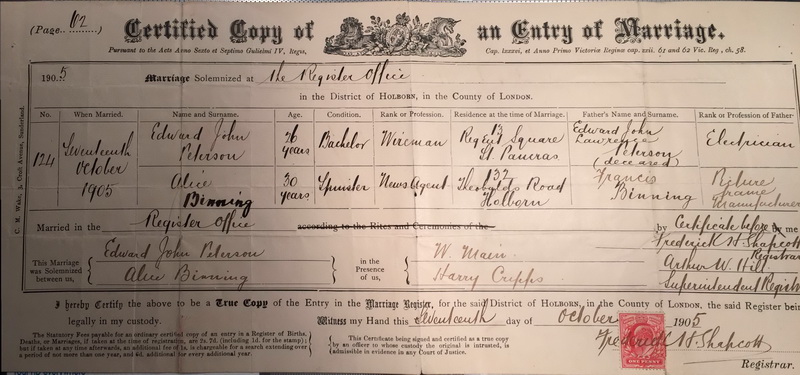 (Page 62)
Certified Copy of an Entry of Marriage.
Pursuant to the Acts Anno Sexto et Septimo Gulielmi IV, Regis, Cap. lxxxvi, et Anno Primo Victoriæ Reginæ cap. xxii. 61 and 62 Vic. Reg, ch. 58.
1905 Marriage Solemnized at the Register Office
in the District of HOLBORN, in the County of LONDON.
No. When Married. Name and Surname. Age. Condition. Rank or Profession. Residence at the time of Marriage. Father's Name and Surname. Rank or Profession of Father
124 Seventeenth October 1905
Edward John Peterson 26 years Bachelor Wireman 13 Regent Square St. Pancras Edward John Lawrence Peterson (deceased) Electrician
Alice Binning 30 years Spinster News Agent 132 Theobalds Road Holborn Francis Binning Picture frame Manufacturer
Married in the Register Office according to the Rites and Ceremonies of the by Certificate before by me
This Marriage was Solemnized between us, Edward John Peterson Alice Binning in the Presence of us, W. Main Harry Cripps
Frederick H. Shapcott Registrar
Arthur W. Hill Superintendent Registrar
I hereby Certify the above to be a True Copy of the Entry in the Marriage Register, for the said District of HOLBORN, in the County of LONDON, the said Register being
legally in my custody. Witness my Hand this Seventeenth day of October 1905
The Statutory Fees payable for an ordinary certified copy of an entry in a Register of Births,
Deaths, or Marriages, if taken at the time of registration, are 2s. 7d. (including 1d. for the stamp);
but if taken at any time afterwards, an additional fee of 1s. is chargeable for a search extending over
a period of not more than one year, and 6d. additional for every additional year.
This Certificate being signed and certified as a true copy
by an officer to whose custody the original is intrusted, is
admissible in evidence in any Court of Justice.
Frederick H. Shapcott
Registrar.
ONE PENNY